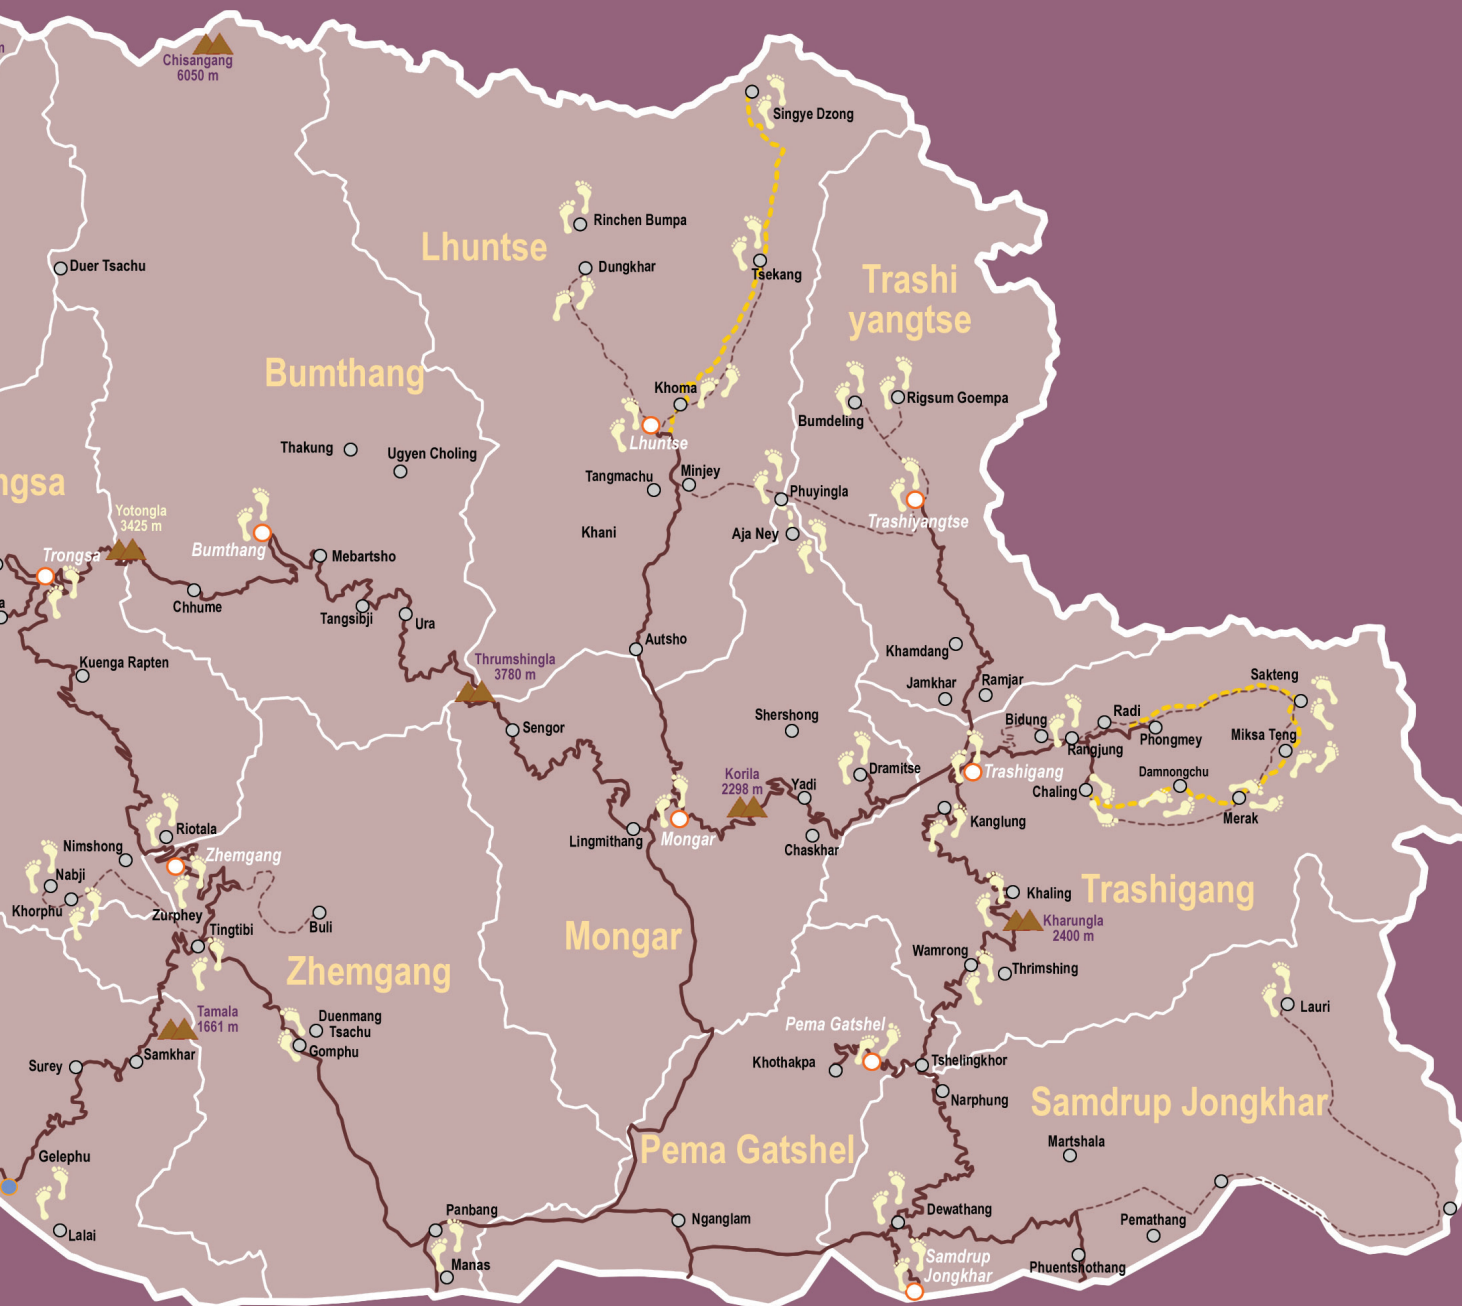 m
Chisangang
6050 m
Singye Dzong
Rinchen Bumpa
Lhuntse
Duer Tsachu
Dungkhar
Tsekang
Trashi
yangtse
Bumthang
Khoma
Rigsum Goempa
Bumdeling
Lhuntse
Thakung
Ugyen Choling
ngsa
Tangmachu
Minjey
Phuyingla
Yotongla
3425 m
Trashiyangtse
Khani
Aja Ney
Trongsa
Bumthang
Mebartsho
a
Chhume
Tangsibji
Ura
Autsho
Khamdang
Kuenga Rapten
Thrumshingla
3780 m
Sakteng
Jamkhar
Ramjar
Sengor
Shershong
Bidung
Radi
Phongmey
Rangjung
Miksa Teng
Korila
2298 m
Dramitse
Trashigang
Damnongchu
Yadi
Chaling
Merak
Riotala
Lingmithang
Mongar
Chaskhar
Kanglung
Nimshong
Zhemgang
Nabji
Khorphu
Zurphey
Khaling
Trashigang
Kharungla
2400 m
Buli
Tingtibi
Mongar
Wamrong
Thrimshing
Zhemgang
Lauri
Tamala
1661 m
Duenmang
Tsachu
Pema Gatshel
Gomphu
Samkhar
Surey
Khothakpa
Tshelingkhor
Narphung
Samdrup Jongkhar
Martshala
Gelephu
Pema Gatshel
Panbang
Nganglam
Dewathang
Pemathang
Lalai
Manas
Samdrup
Jongkhar
Phuentshothang